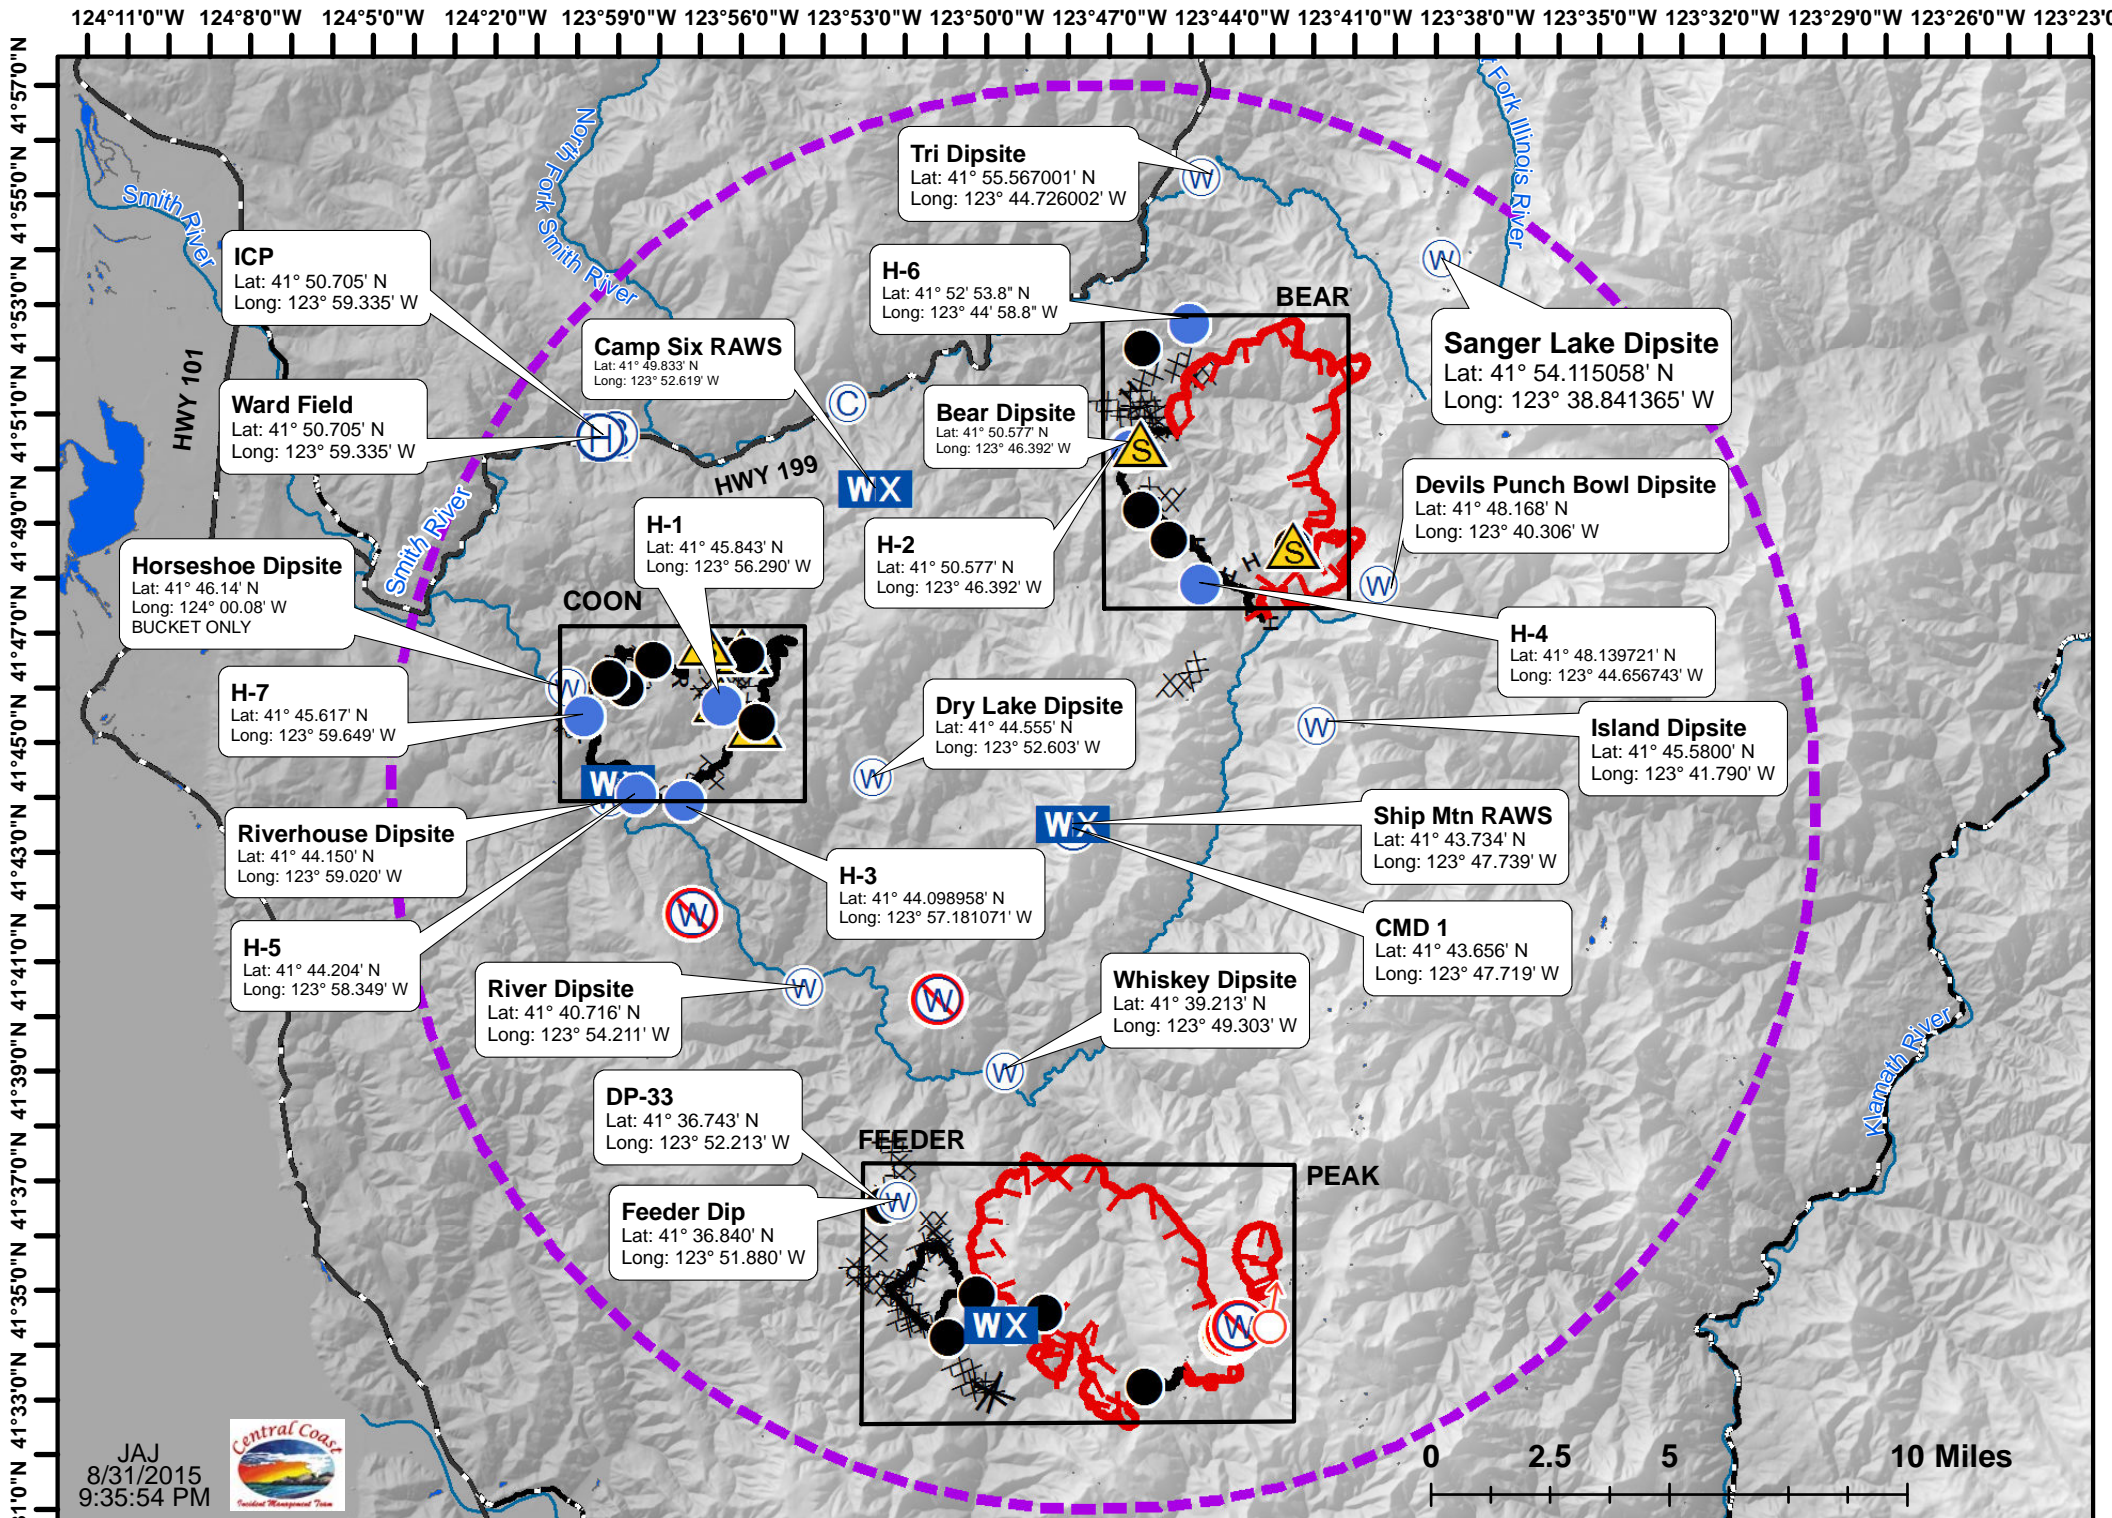 124°11'0"W 124°8'0"W 124°5'0"W 124°2'0"W 123°59'0"W 123°56'0"W 123°53'0"W 123°50'0"W 123°47'0"W 123°44'0"W 123°41'0"W 123°38'0"W 123°35'0"W 123°32'0"W 123°29'0"W 123°26'0"W
41°57'0"N
41°55'0"N
41°53'0"N
41°51'0"N
41°49'0"N
41°47'0"N
41°45'0"N
41°43'0"N
41°41'0"N
41°39'0"N
41°37'0"N
41°35'0"N
41°33'0"N
Smith River
North Fork Smith River
Fork Illinois River
Tri Dipsite
Lat: 41° 55.567001' N
Long: 123° 44.726002' W
ICP
Lat: 41° 50.705' N
Long: 123° 59.335' W
H-6
Lat: 41° 52' 53.8" N
Long: 123° 44' 58.8" W
BEAR
Sanger Lake Dipsite
Lat: 41° 54.115058' N
Long: 123° 38.841365' W
Camp Six RAWS
Lat: 41° 49.833' N
Long: 123° 52.619' W
HWY 101
Ward Field
Lat: 41° 50.705' N
Long: 123° 59.335' W
H
C
Bear Dipsite
Lat: 41° 50.577' N
Long: 123° 46.392' W
S
HWY 199
WX
Devils Punch Bowl Dipsite
Lat: 41° 48.168' N
Long: 123° 40.306' W
H-1
Lat: 41° 45.843' N
Long: 123° 56.290' W
H-2
Lat: 41° 50.577' N
Long: 123° 46.392' W
S
W
Smith River
Horseshoe Dipsite
Lat: 41° 46.14' N
Long: 124° 00.08' W
BUCKET ONLY
COON
H-4
Lat: 41° 48.139721' N
Long: 123° 44.656743' W
H-7
Lat: 41° 45.617' N
Long: 123° 59.649' W
W
Dry Lake Dipsite
Lat: 41° 44.555' N
Long: 123° 52.603' W
W
Island Dipsite
Lat: 41° 45.5800' N
Long: 123° 41.790' W
W
Riverhouse Dipsite
Lat: 41° 44.150' N
Long: 123° 59.020' W
WX
Ship Mtn RAWS
Lat: 41° 43.734' N
Long: 123° 47.739' W
H-3
Lat: 41° 44.098958' N
Long: 123° 57.181071' W
CMD 1
Lat: 41° 43.656' N
Long: 123° 47.719' W
H-5
Lat: 41° 44.204' N
Long: 123° 58.349' W
W
River Dipsite
Lat: 41° 40.716' N
Long: 123° 54.211' W
W
W
Whiskey Dipsite
Lat: 41° 39.213' N
Long: 123° 49.303' W
W
Klamath River
DP-33
Lat: 41° 36.743' N
Long: 123° 52.213' W
FEEDER
PEAK
Feeder Dip
Lat: 41° 36.840' N
Long: 123° 51.880' W
W
WX
W
JAJ
8/31/2015
9:35:54 PM
Central Coast
Incident Management Team
0 2.5 5 10 Miles